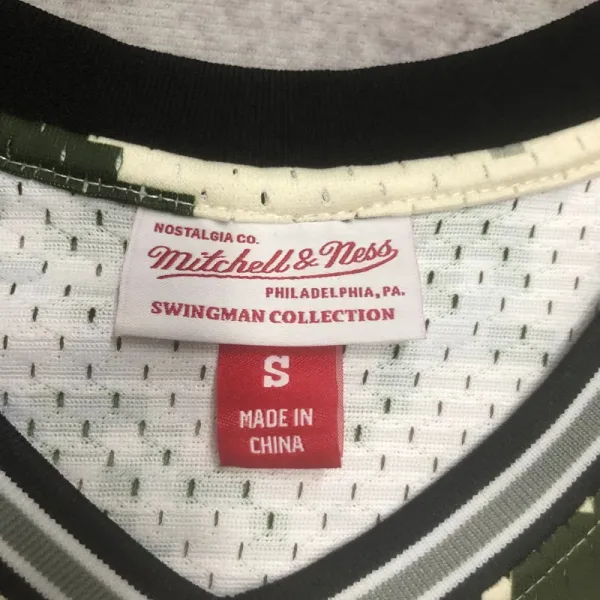 NOSTALGIA CO.
Mitchell & Ness
PHILADELPHIA, PA.
SWINGMAN COLLECTION
S
MADE IN
CHINA